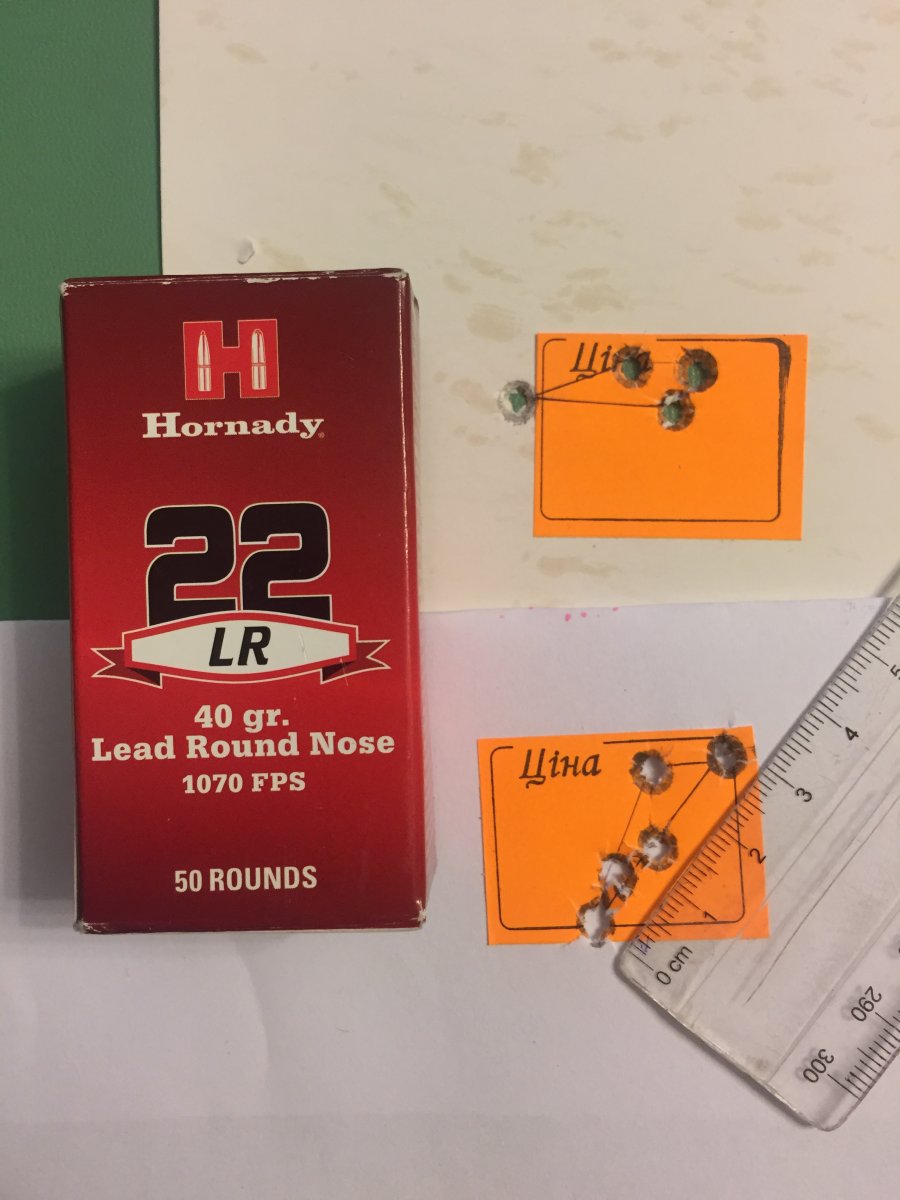 H
Hornady®
22
LR
40 gr.
Lead Round Nose
1070 FPS
50 ROUNDS
Ціна
Ціна
0 cm
1
2
3
4
5
290
300